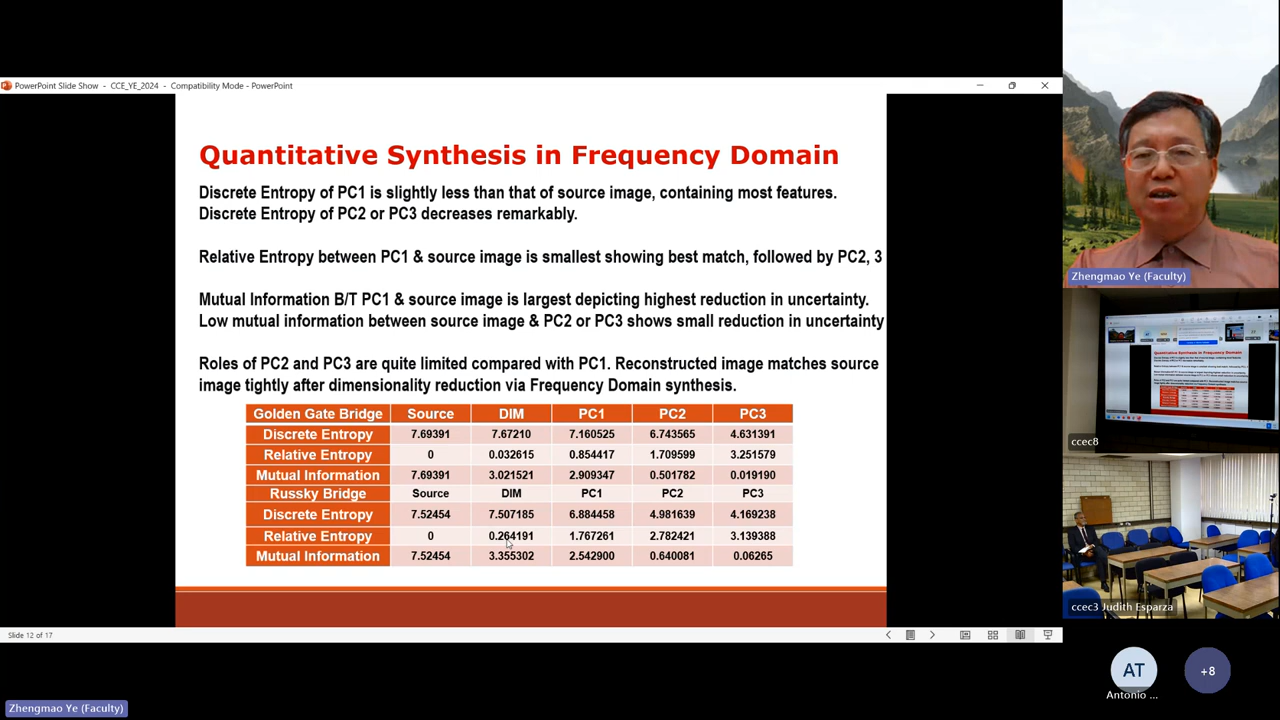 PowerPoint Slide Show - CCE_YE_2024 - Compatibility Mode - PowerPoint
Quantitative Synthesis in Frequency Domain
Discrete Entropy of PC1 is slightly less than that of source image, containing most features.
Discrete Entropy of PC2 or PC3 decreases remarkably.
Relative Entropy between PC1 & source image is smallest showing best match, followed by PC2, 3
Mutual Information B/T PC1 & source image is largest depicting highest reduction in uncertainty.
Low mutual information between source image & PC2 or PC3 shows small reduction in uncertainty
Roles of PC2 and PC3 are quite limited compared with PC1. Reconstructed image matches source
image tightly after dimensionality reduction via Frequency Domain synthesis.
Golden Gate Bridge Source DIM PC1 PC2 PC3
Discrete Entropy 7.69391 7.67210 7.160525 6.743565 4.631391
Relative Entropy 0 0.032615 0.854417 1.709599 3.251579
Mutual Information 7.69391 3.021521 2.909347 0.501782 0.019190
Russky Bridge Source DIM PC1 PC2 PC3
Discrete Entropy 7.52454 7.507185 6.884458 4.981639 4.169238
Relative Entropy 0 0.264191 1.767261 2.782421 3.139388
Mutual Information 7.52454 3.355302 2.542900 0.640081 0.06265
Slide 12 of 17
Zhengmao Ye (Faculty)
Zhengmao Ye (Faculty)
Quantitative Synthesis in Frequency Domain
ccec8
ccec3 Judith Esparza
AT
Antonio ...
+8